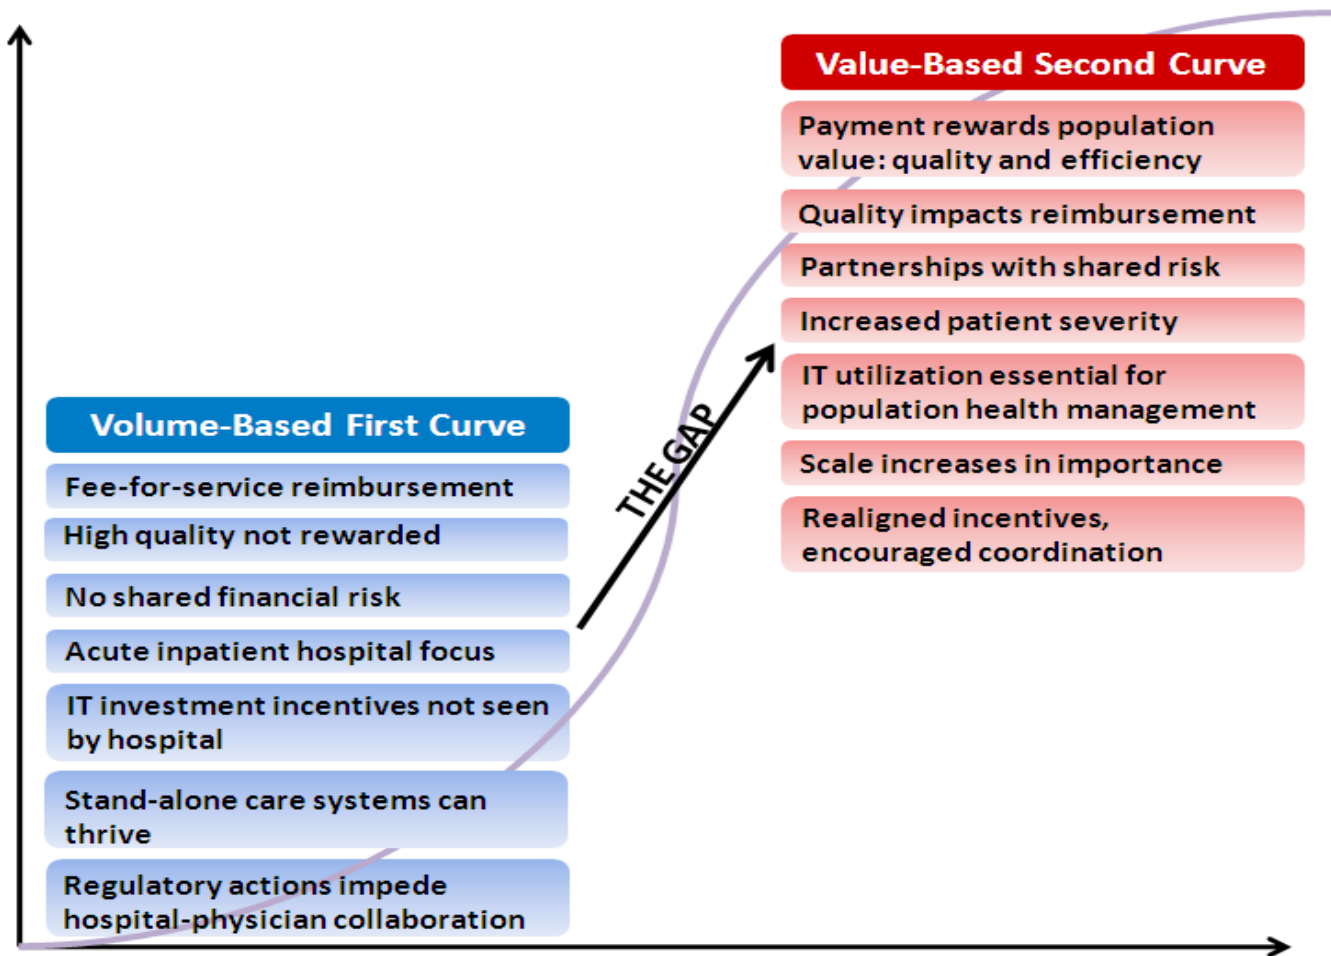 Volume-Based First Curve
Fee-for-service reimbursement
High quality not rewarded
No shared financial risk
Acute inpatient hospital focus
IT investment incentives not seen
by hospital
Stand-alone care systems can
thrive
Regulatory actions impede
hospital-physician collaboration
THE GAP
Value-Based Second Curve
Payment rewards population
value: quality and efficiency
Quality impacts reimbursement
Partnerships with shared risk
Increased patient severity
IT utilization essential for
population health management
Scale increases in importance
Realigned incentives,
encouraged coordination